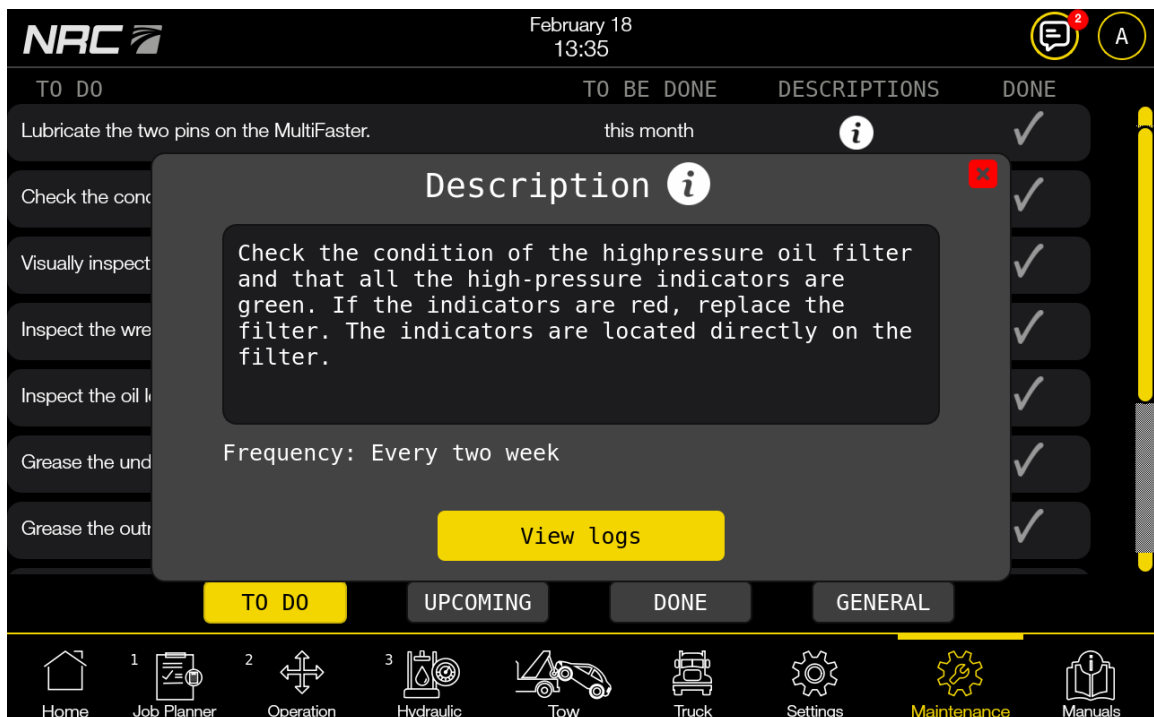 NRC
February 18
13:35
2
A
TO DO TO BE DONE DESCRIPTIONS DONE
Lubricate the two pins on the MultiFaster. this month i
Description i
Check the
Visually inspect
Inspect the
Inspect the oil
Grease the
Grease the
Check the condition of the highpressure oil filter
and that all the high-pressure indicators are
green. If the indicators are red, replace the
filter. The indicators are located directly on the
filter.
Frequency: Every two week
View logs
TO DO UPCOMING DONE GENERAL
1 2 3
Home Job Planner Operation Hydraulic Tow Truck Settings Maintenance Manuals